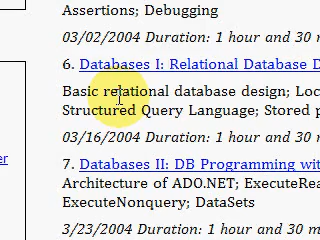 Assertions; Debugging
03/02/2004 Duration: 1 hour and 30 m
6. Databases I: Relational Database D
Basic relational database design; Loc
Structured Query Language; Stored p
03/16/2004 Duration: 1 hour and 30 m
er
7. Databases II: DB Programming wit
Architecture of ADO.NET; ExecuteRea
ExecuteNonquery; DataSets
3/23/2004 Duration: 1 hour and 30 m